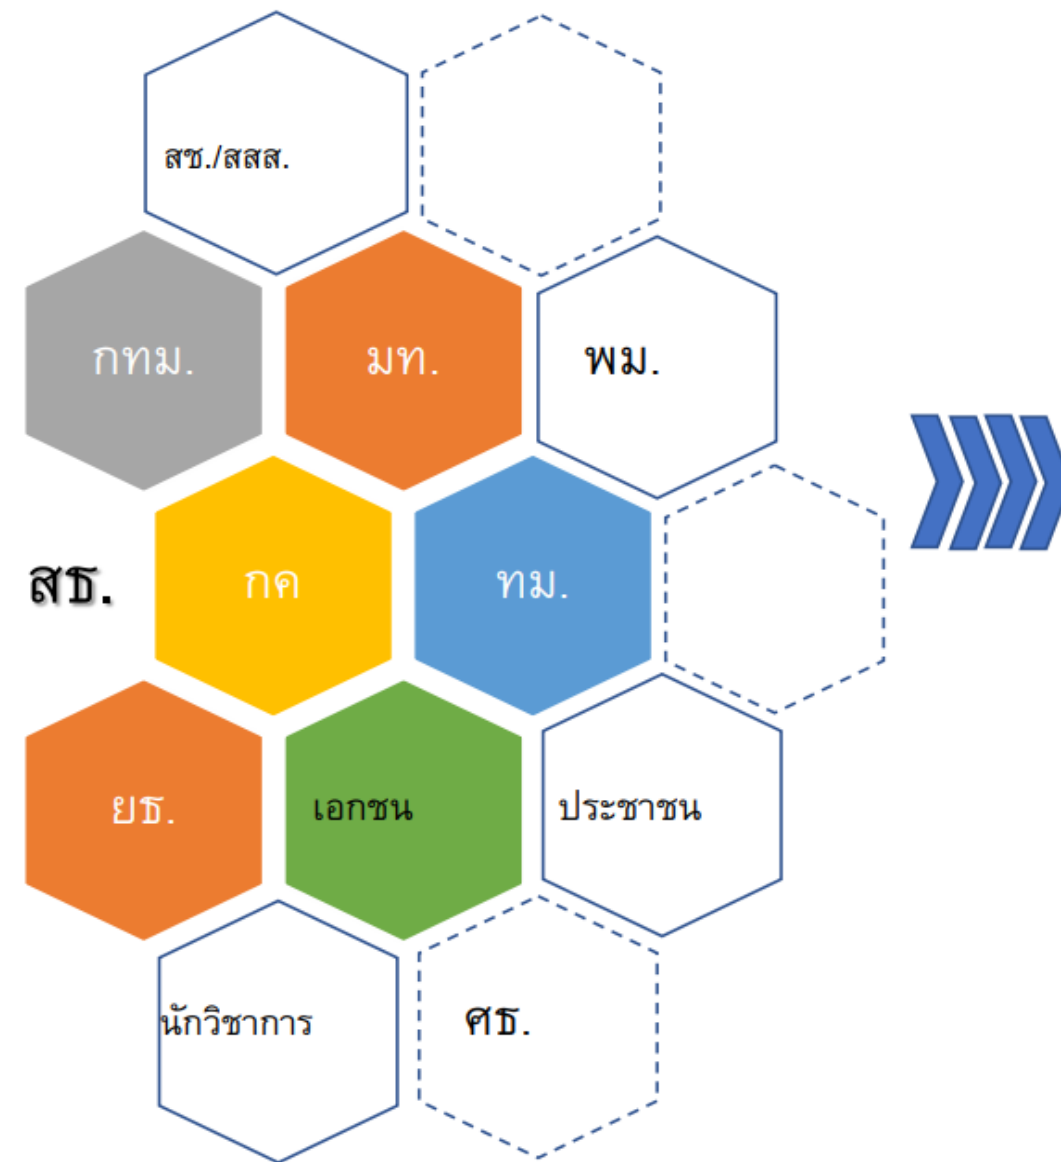 สช./สสส.
กทม.
มท.
พม.
สธ.
กค
ทม.
ยธ.
เอกชน
ประชาชน
นักวิชาการ
ศธ.